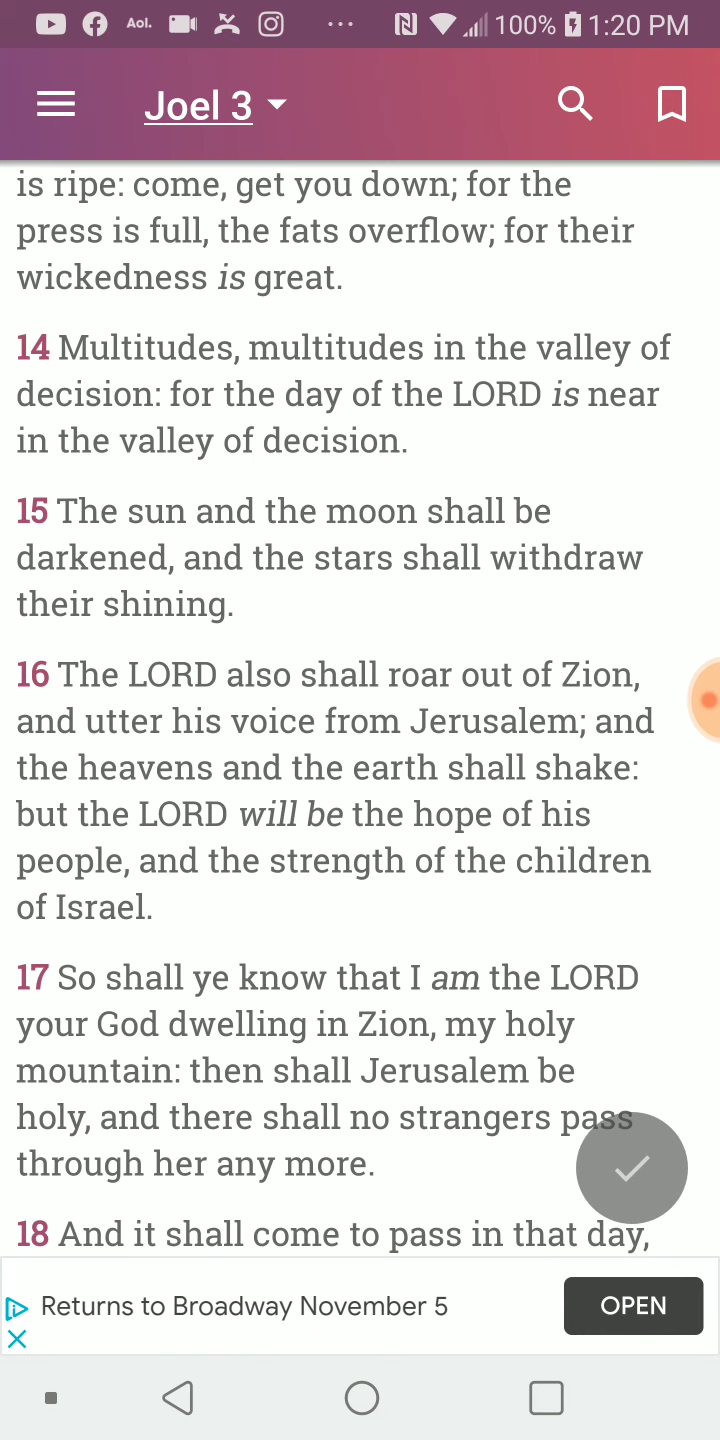 Aol. ... 100% 1:20 PM
Joel 3
is ripe: come, get you down; for the
press is full, the fats overflow; for their
wickedness is great.
14 Multitudes, multitudes in the valley of
decision: for the day of the LORD is near
in the valley of decision.
15 The sun and the moon shall be
darkened, and the stars shall withdraw
their shining.
16 The LORD also shall roar out of Zion,
and utter his voice from Jerusalem; and
the heavens and the earth shall shake:
but the LORD will be the hope of his
people, and the strength of the children
of Israel.
17 So shall ye know that I am the LORD
your God dwelling in Zion, my holy
mountain: then shall Jerusalem be
holy, and there shall no strangers pass
through her any more.
18 And it shall come to pass in that day,
Returns to Broadway November 5
OPEN